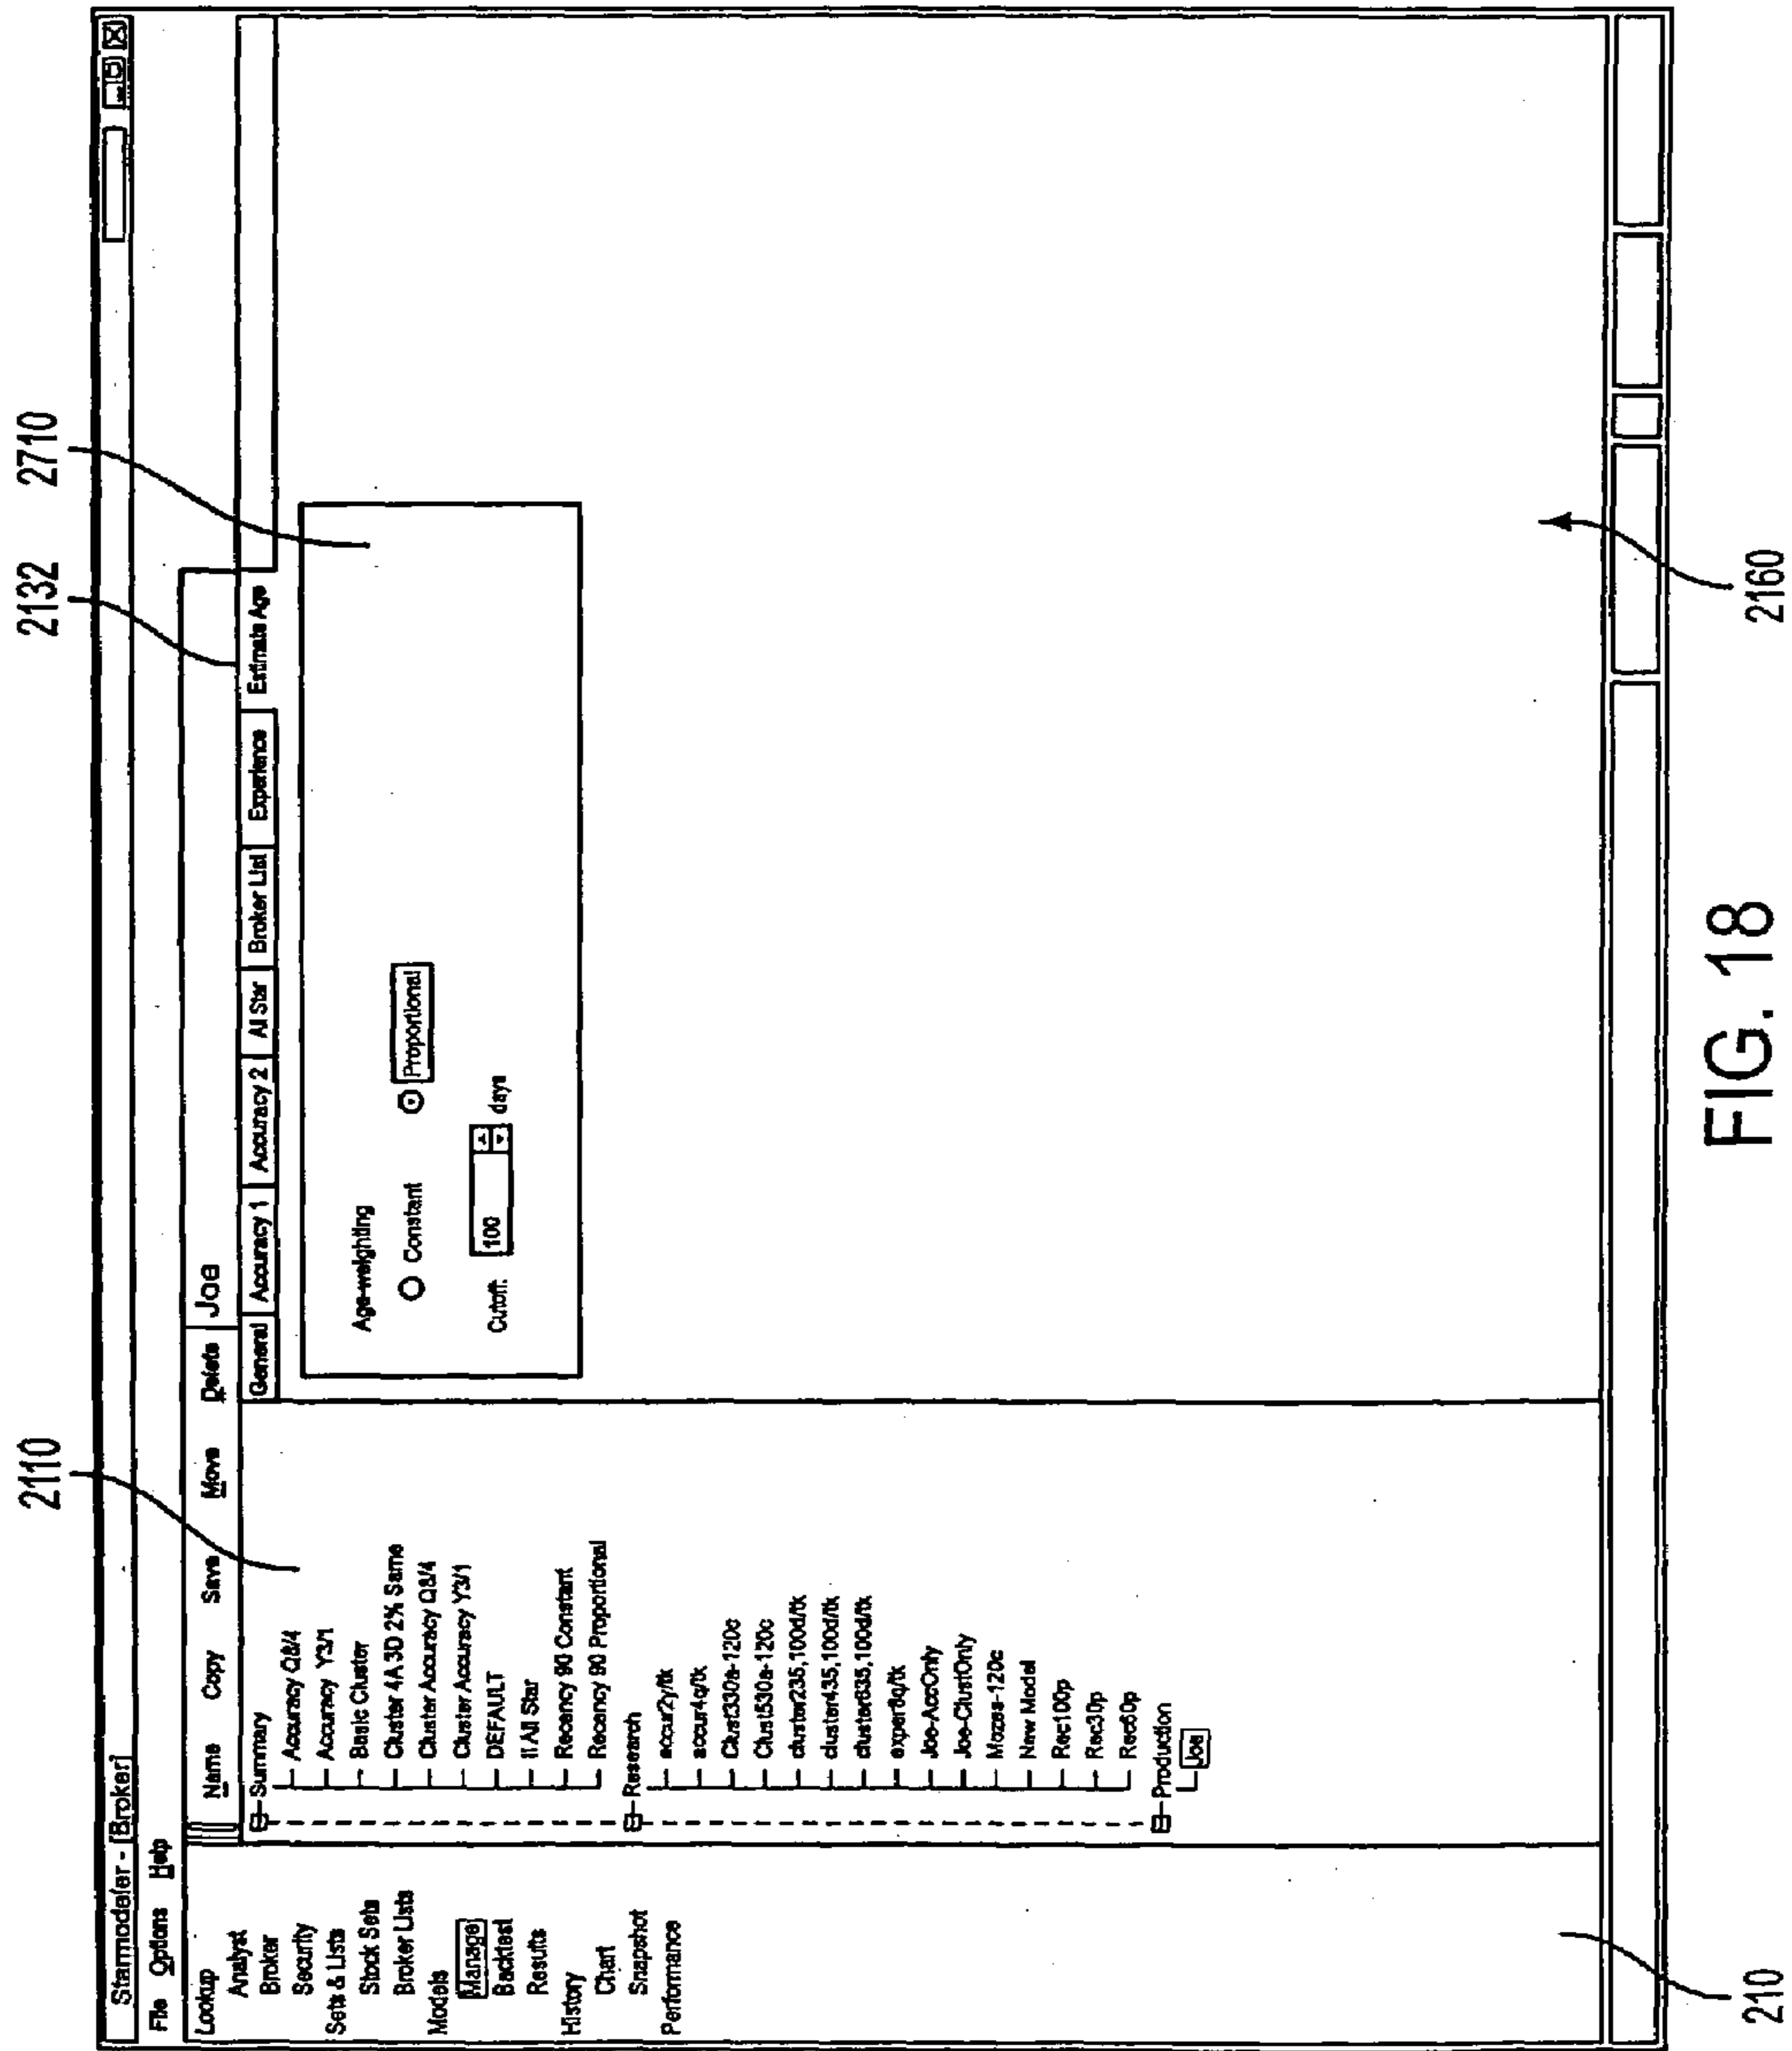 2110
2132
2710
Starmodeler - [Broker]
File Options Help
Lookup
Analyst
Broker
Security
Sets & Lists
Stock Sets
Broker Lists
Models
Manage
Backtest
Results
History
Chart
Snapshot
Performance
Name Copy Save Move Delete Joe
Summary
Accuracy Q8/4
Accuracy Y3/1
Basic Cluster
Cluster 4A 3D 2% Same
Cluster Accuracy Q8/4
Cluster Accuracy Y3/1
DEFAULT
II All Star
Recency 90 Constant
Recency 90 Proportional
Research
accur2y/tk
accur4q/tk
Clust330a-120c
Clust530a-120c
cluster235,100d/tk
cluster435,100d/tk
cluster635,100d/tk
exper8q/tk
Joe-AccOnly
Joe-ClustOnly
Mozes-120c
New Model
Rec100p
Rec30p
Rec60p
Production
Joe
General Accuracy 1 Accuracy 2 All Star Broker List Experience Estimate Age
Age-weighting
Constant Proportional
Cutoff: 100 days
210
2160
FIG. 18